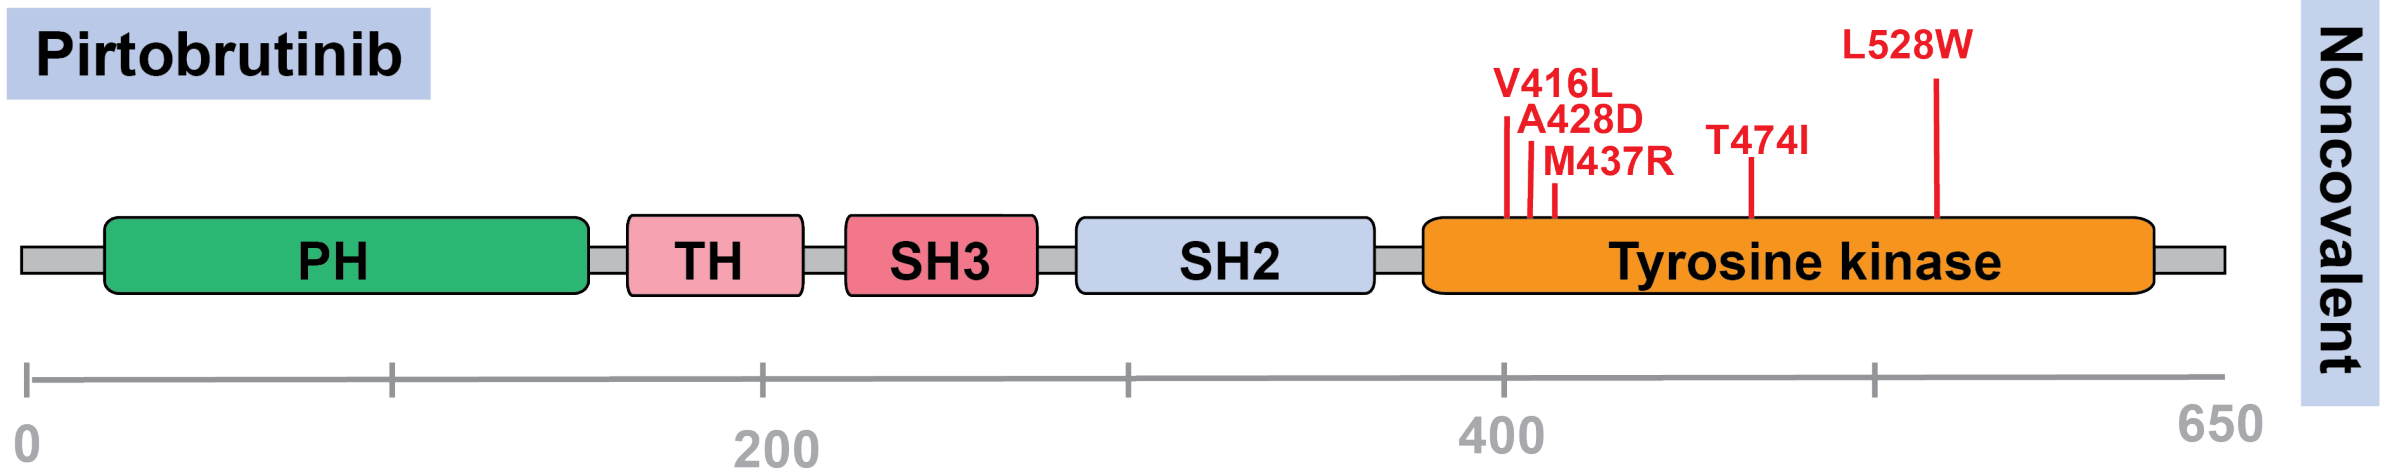 Pirtobrutinib
L528W
V416L
A428D
T474I
M437R
PH
TH
SH3
SH2
Tyrosine kinase
0
200
400
650
Noncovalent